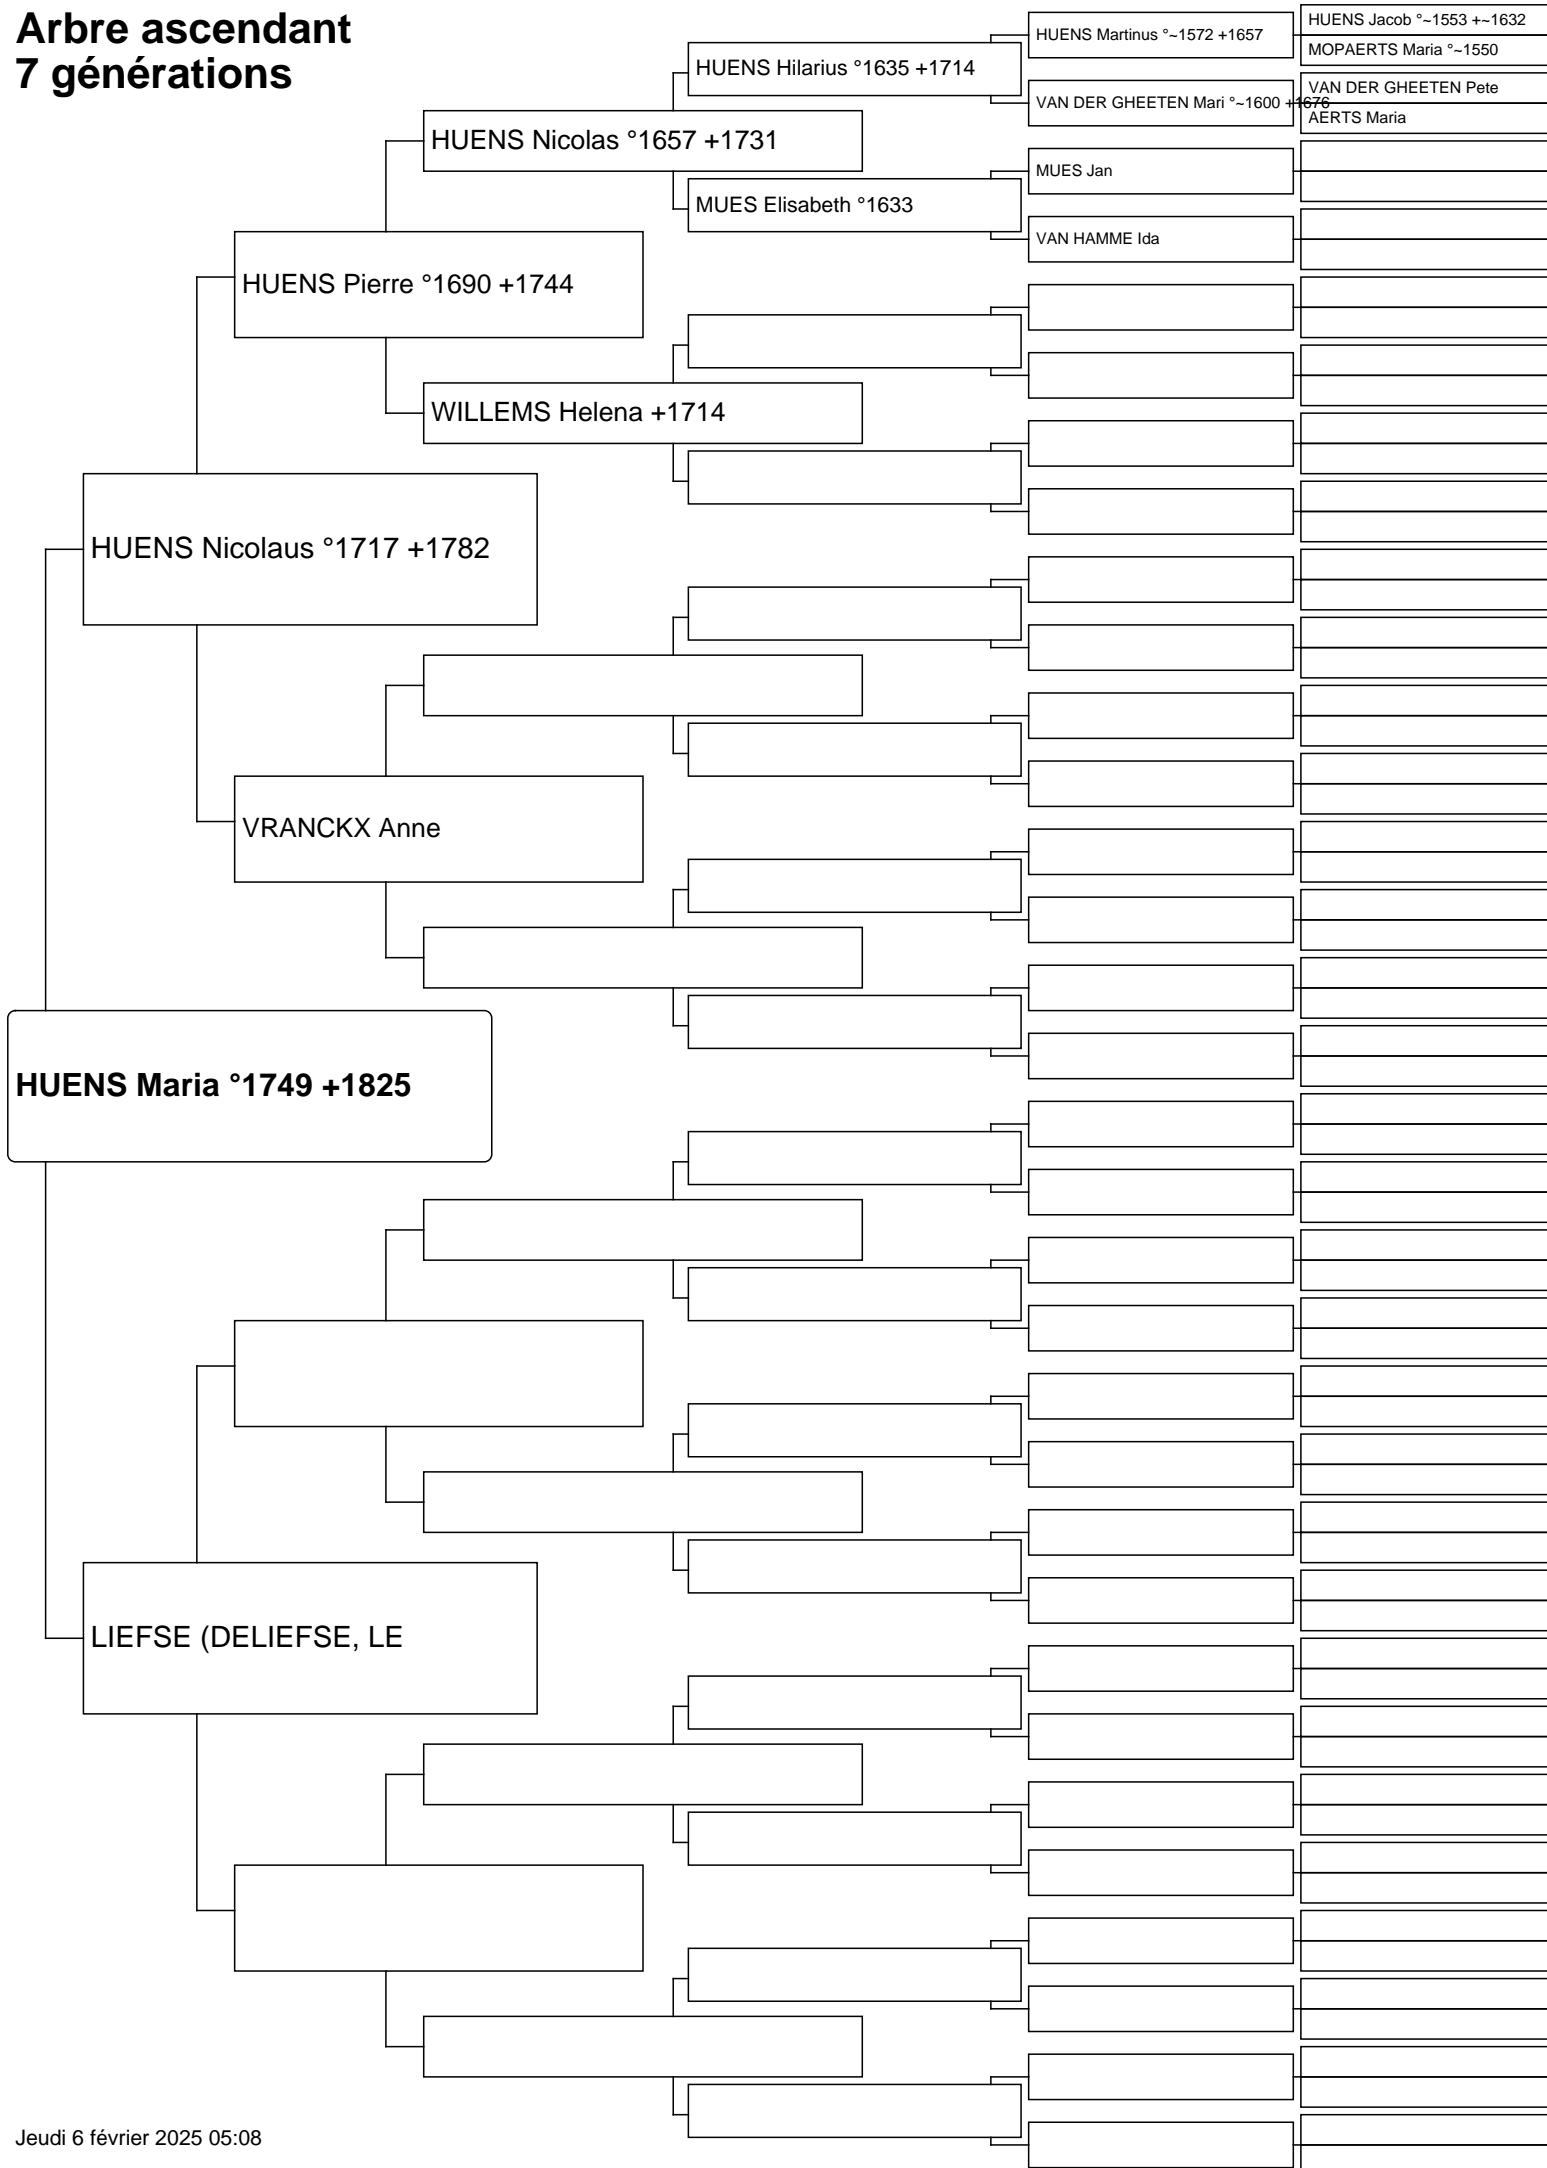 Arbre ascendant
7 générations
HUENS Martinus °~1572 +1657
HUENS Jacob °~1553 +~1632
MOPAERTS Maria °~1550
HUENS Hilarius °1635 +1714
VAN DER GHEETEN Mari °~1600 +1676
VAN DER GHEETEN Pete
AERTS Maria
HUENS Nicolas °1657 +1731
MUES Jan
MUES Elisabeth °1633
VAN HAMME Ida
HUENS Pierre °1690 +1744
WILLEMS Helena +1714
HUENS Nicolaus °1717 +1782
VRANCKX Anne
HUENS Maria °1749 +1825
LIEFSE (DELIEFSE, LE
Jeudi 6 février 2025 05:08